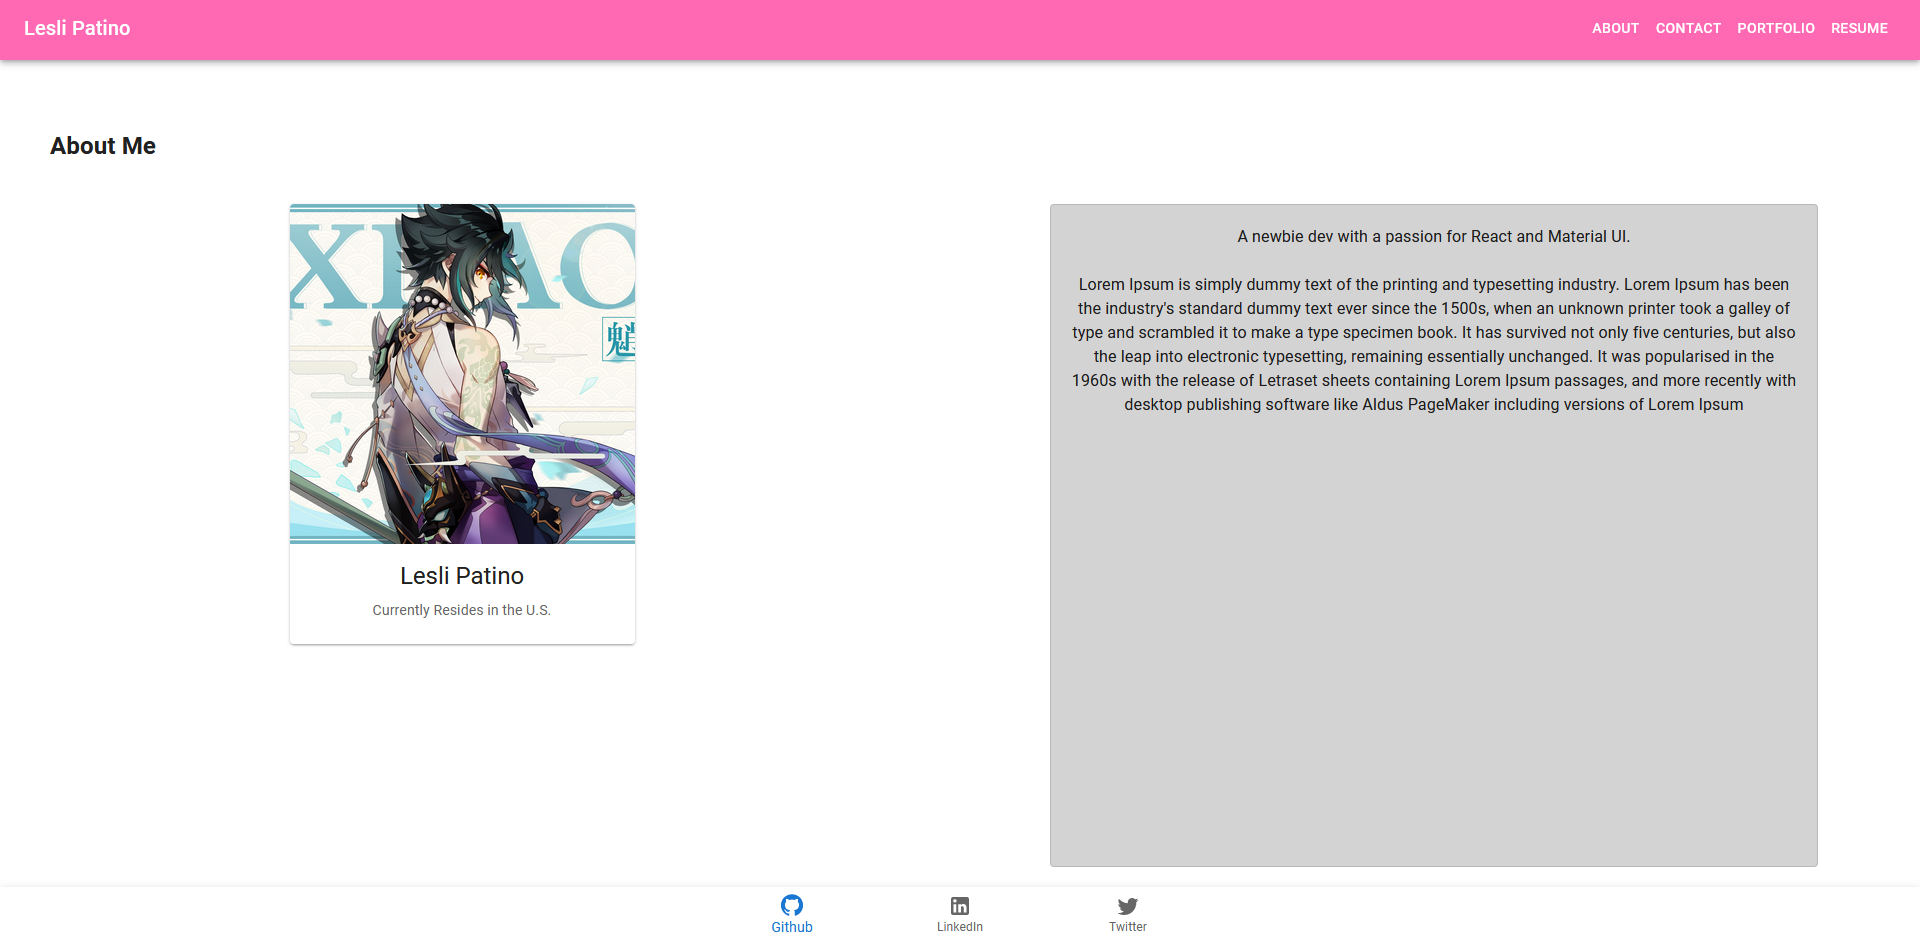 Lesli Patino
ABOUT CONTACT PORTFOLIO RESUME
About Me
XIAO
魈
Lesli Patino
Currently Resides in the U.S.
A newbie dev with a passion for React and Material UI.
Lorem Ipsum is simply dummy text of the printing and typesetting industry. Lorem Ipsum has been
the industry's standard dummy text ever since the 1500s, when an unknown printer took a galley of
type and scrambled it to make a type specimen book. It has survived not only five centuries, but also
the leap into electronic typesetting, remaining essentially unchanged. It was popularised in the
1960s with the release of Letraset sheets containing Lorem Ipsum passages, and more recently with
desktop publishing software like Aldus PageMaker including versions of Lorem Ipsum
Github
LinkedIn
Twitter